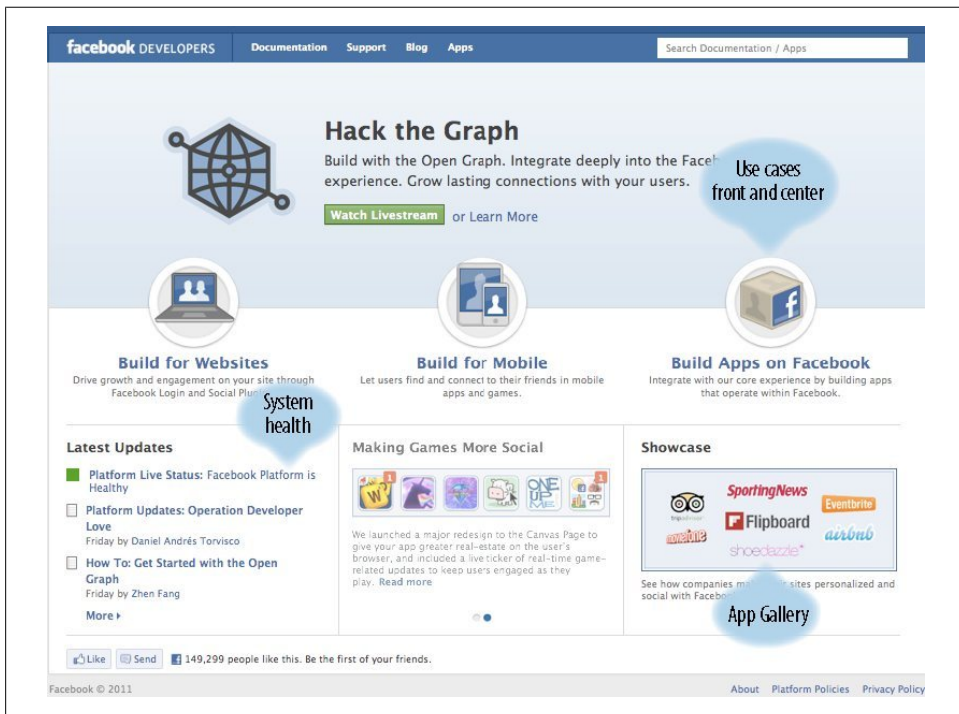 facebook DEVELOPERS Documentation Support Blog Apps Search Documentation / Apps
Hack the Graph
Build with the Open Graph. Integrate deeply into the
experience. Grow lasting connections with your users.
Watch Livestream or Learn More
Use cases
front and center
Build for Websites
Drive growth and engagement on your site through
Facebook Login and Social
Build for Mobile
Let users find and connect to their friends in mobile
apps and games.
Build Apps on Facebook
Integrate with our core experience by building apps
that operate within Facebook.
System
health
Latest Updates
Platform Live Status: Facebook Platform is
Healthy
Platform Updates: Operation Developer
Love
Friday by Daniel Andrés Torvisco
How To: Get Started with the Open
Graph
Friday by Zhen Fang
More
Making Games More Social
W 1 ONE UP ME 1
We launched a major redesign to the Canvas Page to
give your app greater real-estate on the user's
browser, and included a live ticker of real-time game-
related updates to keep users engaged as they
play. Read more
Showcase
SportingNews
tripadvisor
Eventbrite
Flipboard
airbnb
shoedazzle
See how companies sites personalized and
social with
App Gallery
Like Send 149,299 people like this. Be the first of your friends.
Facebook © 2011 About Platform Policies Privacy Policy